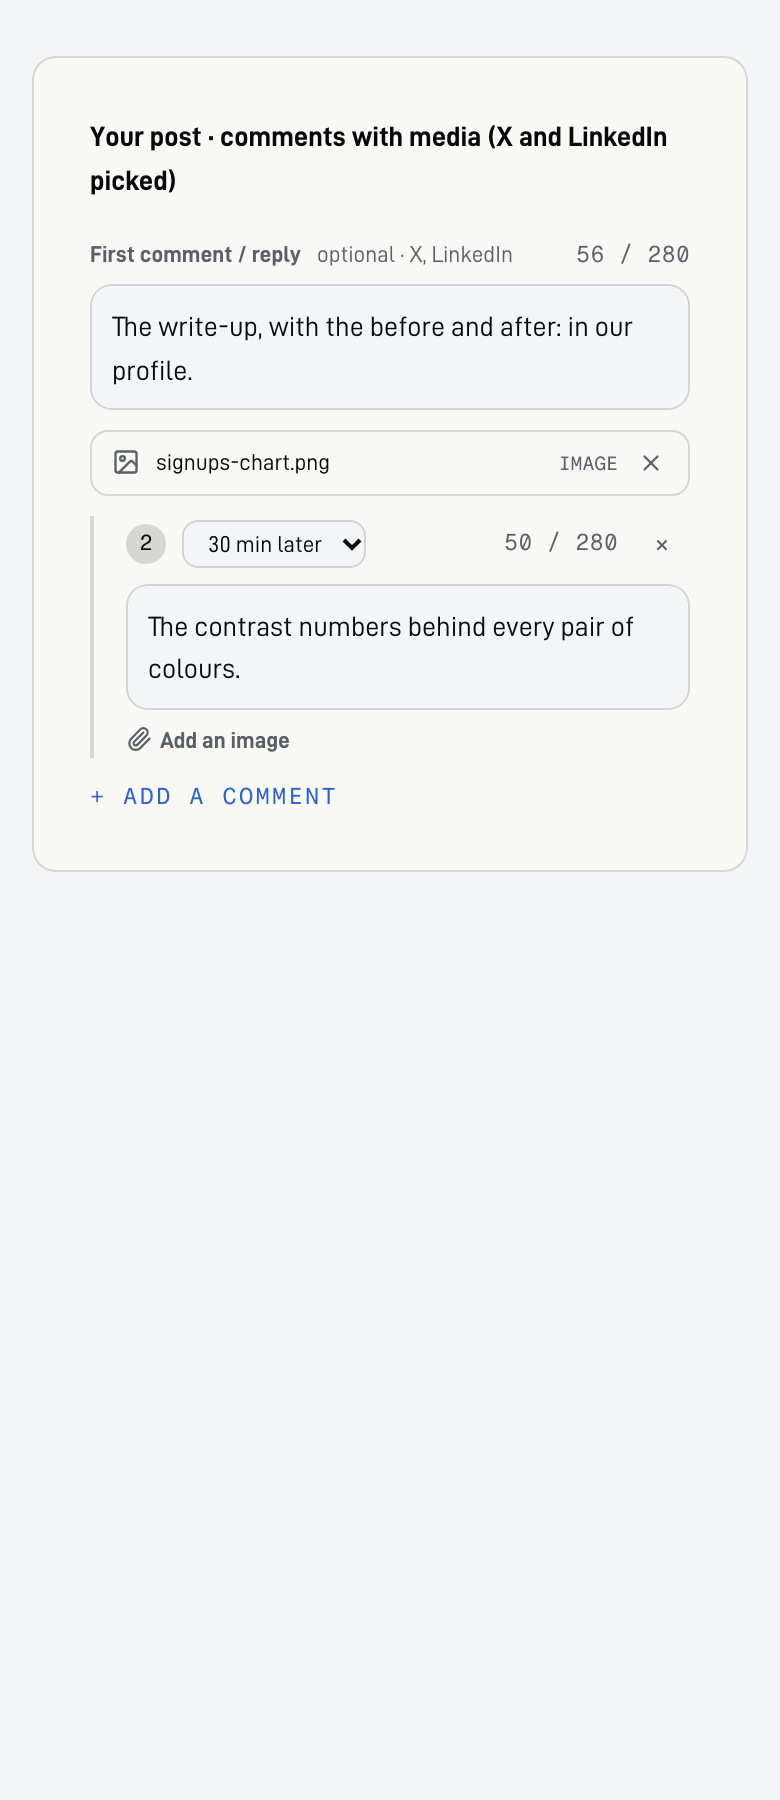 Your post · comments with media (X and LinkedIn
picked)
First comment / reply optional · X, LinkedIn 56 / 280
The write-up, with the before and after: in our
profile.
signups-chart.png IMAGE ×
2 30 min later 50 / 280 ×
The contrast numbers behind every pair of
colours.
Add an image
+ ADD A COMMENT